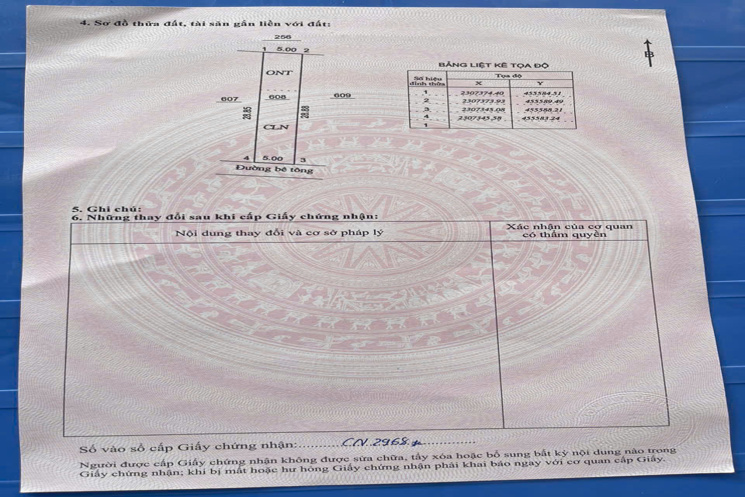 4. Sơ đồ thửa đất, tài sản gắn liền với đất:
B
256
1 5.00 2
ONT
607 608 609
28.85 28.88
CLN
4 5.00 3
Đường bê tông
BẢNG LIỆT KÊ TỌA ĐỘ
Số hiệu đỉnh thửa Tọa độ
X Y
1 2307374.40 455584.51
2 2307373.93 455589.49
3 2307345.08 455588.21
4 2307345.58 455583.24
1
5. Ghi chú:
6. Những thay đổi sau khi cấp Giấy chứng nhận:
Nội dung thay đổi và cơ sở pháp lý
Xác nhận của cơ quan
có thẩm quyền
Số vào sổ cấp Giấy chứng nhận: CN.2968
Người được cấp Giấy chứng nhận không được sửa chữa, tẩy xóa hoặc bổ sung bất kỳ nội dung nào trong
Giấy chứng nhận; khi bị mất hoặc hư hỏng Giấy chứng nhận phải khai báo ngay với cơ quan cấp Giấy.